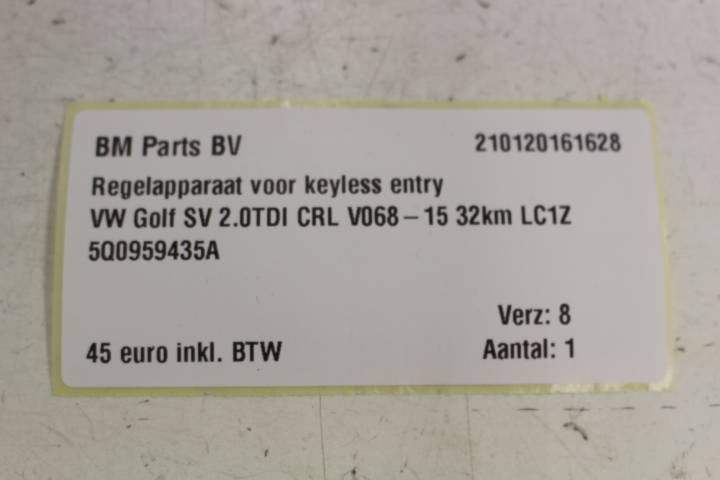 BM Parts BV 210120161628
Regelapparaat voor keyless entry
VW Golf SV 2.0TDI CRL V068 – 15 32km LC1Z
5Q0959435A
Verz: 8
45 euro inkl. BTW Aantal: 1